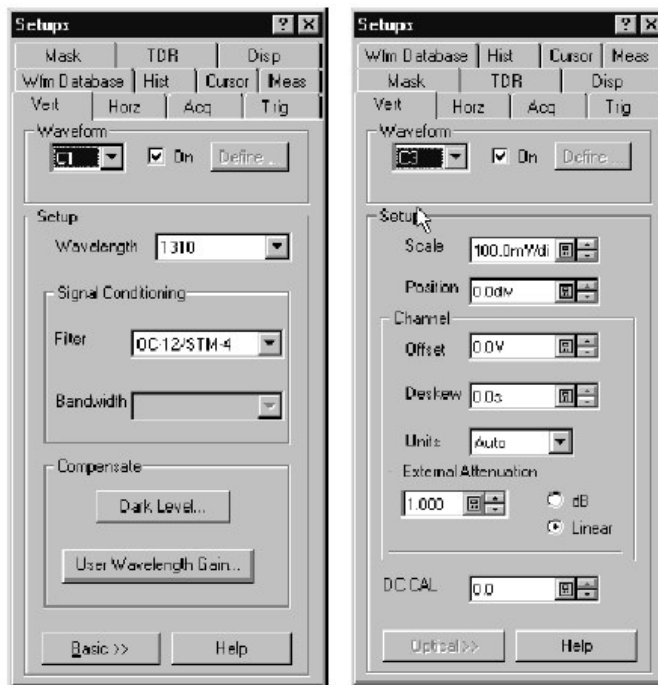 Setups
Mask TDR Disp
Wfm Database Hist Cursor Meas
Vert Horz Acq Trig
Waveform
C1 On Define...
Setup
Wavelength 1310
Signal Conditioning
Filter OC-12/STM-4
Bandwidth
Compensate
Dark Level...
User Wavelength Gain...
Basic >> Help
Setups
Wfm Database Hist Cursor Meas
Mask TDR Disp
Vert Horz Acq Trig
Waveform
C3 On Define...
Setup
Scale 100.0mV/di
Position 0.0div
Channel
Offset 0.0V
Deskew 0.0s
Units Auto
External Attenuation
1.000 dB
Linear
DC CAL 0.0
Optical >> Help